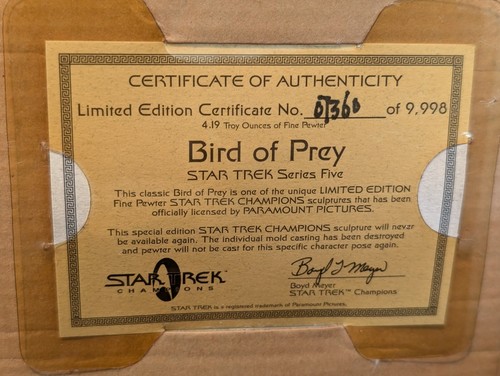 CERTIFICATE OF AUTHENTICITY
Limited Edition Certificate No. 07360 of 9,998
4.19 Troy Ounces of Fine Pewter
Bird of Prey
STAR TREK Series Five
This classic Bird of Prey is one of the unique LIMITED EDITION
Fine Pewter STAR TREK CHAMPIONS sculptures that has been
officially licensed by PARAMOUNT PICTURES.
This special edition STAR TREK CHAMPIONS sculpture will never
be available again. The individual mold casting has been destroyed
and pewter will not be cast for this specific character pose again.
STAR TREK
CHAMPIONS
Boyd L Meyer
Boyd Meyer
STAR TREK™ Champions
STAR TREK is a registered trademark of Paramount Pictures.